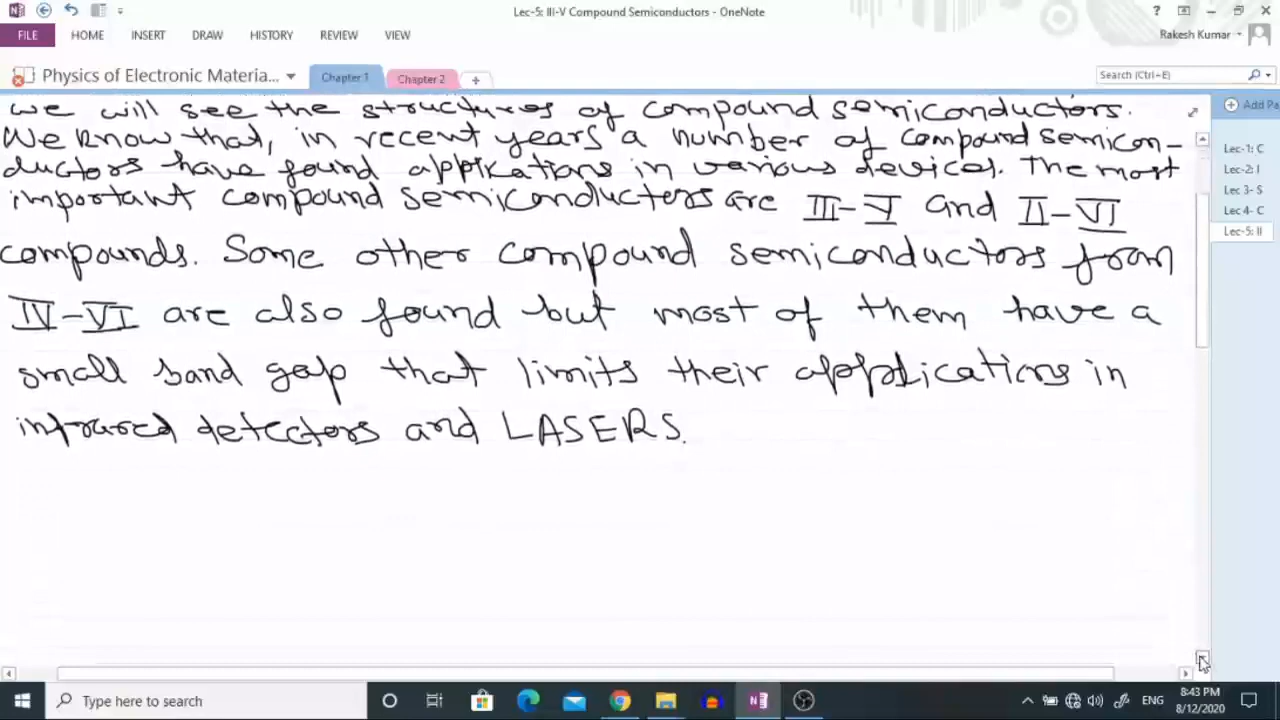 Lec-5: III-V Compound Semiconductors - OneNote
?
FILE HOME INSERT DRAW HISTORY REVIEW VIEW
Rakesh Kumar
Physics of Electronic Materia...
Chapter 1
Chapter 2
+
Search (Ctrl+E)
we will see the structures of compound semiconductors.
We know that, in recent years a number of compound semicon-
ductors have found applications in various devices. The most
important compound semiconductors are III-V and II-VI
compounds. Some other compound semiconductors from
IV-VI are also found but most of them have a
small band gap that limits their applications in
infrared detectors and LASERS.
Add Pa
Lec-1: C
Lec-2: I
Lec 3- S
Lec 4- C
Lec-5: II
Type here to search
ENG
8:43 PM
8/12/2020